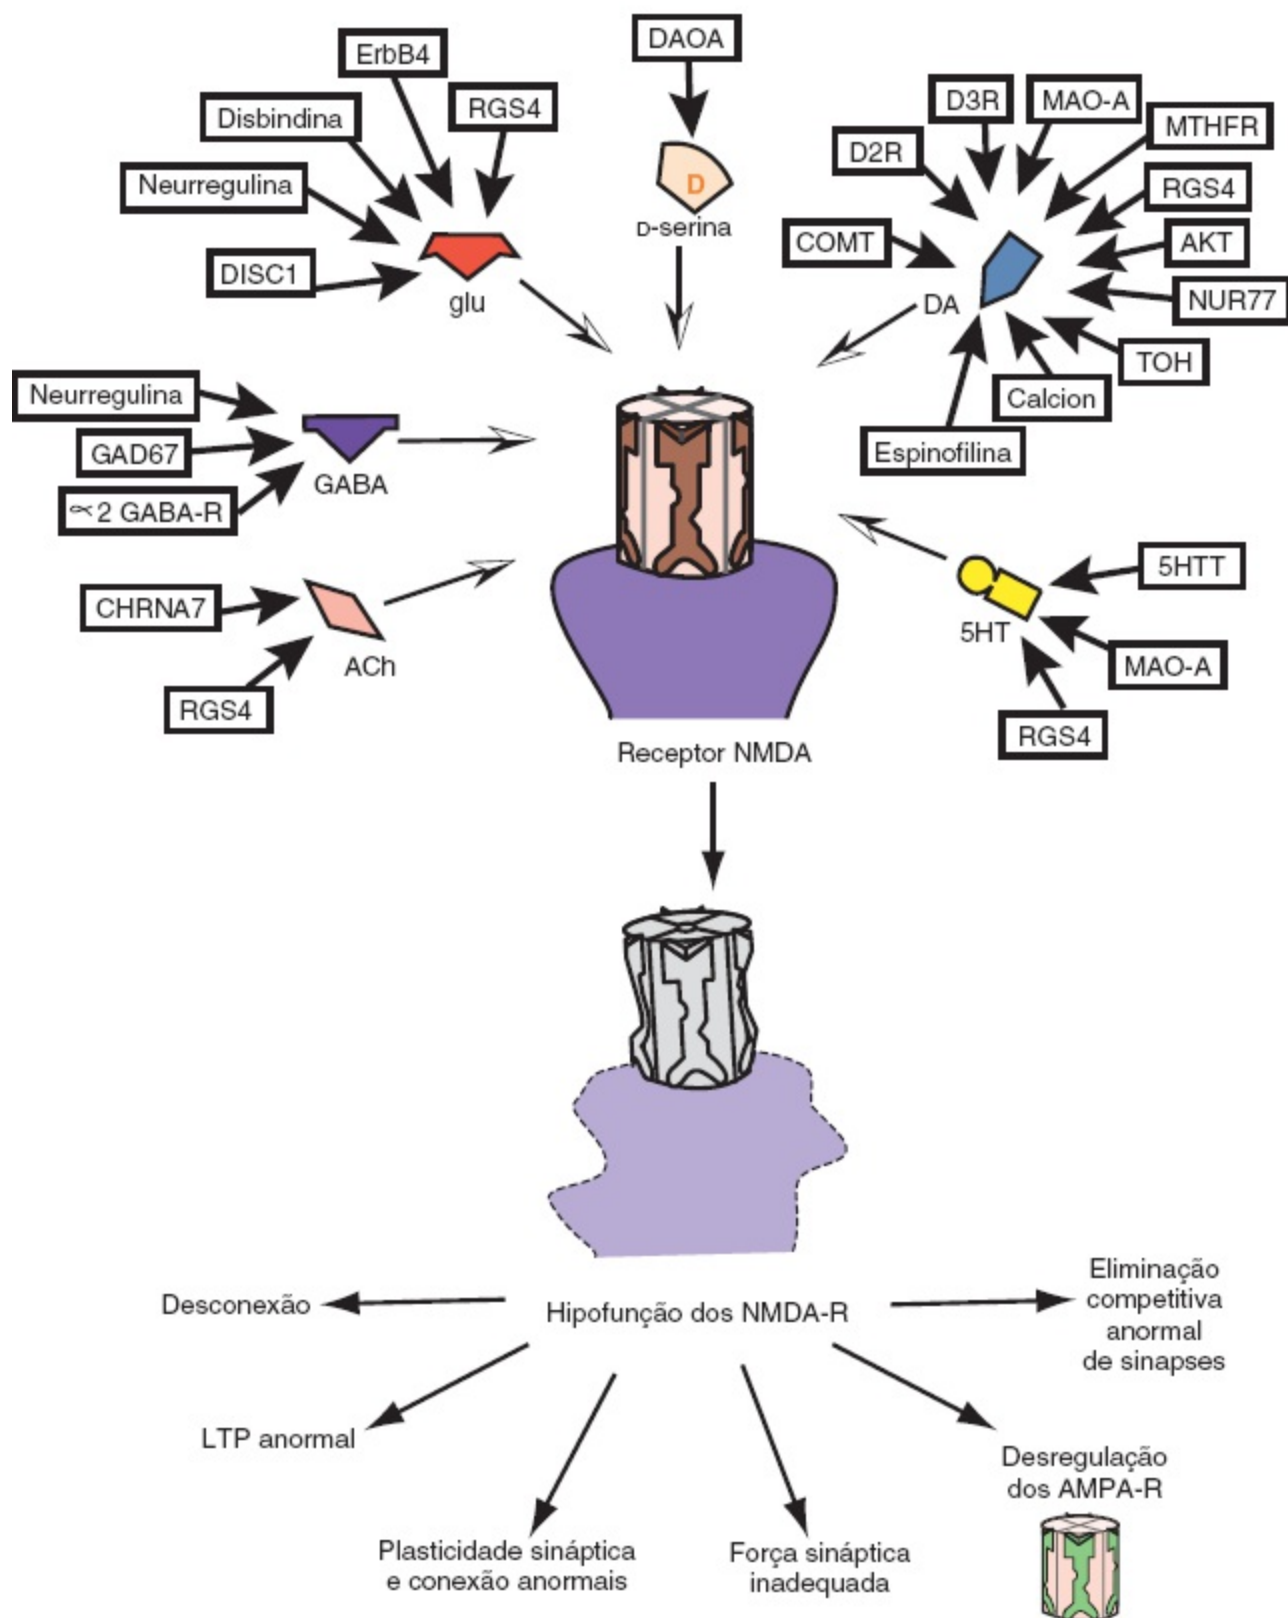 DAOA
ErbB4
RGS4
Disbindina
Neurregulina
DISC1
glu
D
D-serina
D3R
MAO-A
MTHFR
D2R
RGS4
COMT
AKT
NUR77
DA
TOH
Calcion
Espinofilina
Neurregulina
GAD67
∝2 GABA-R
GABA
CHRNA7
ACh
RGS4
5HTT
5HT
MAO-A
RGS4
Receptor NMDA
Hipofunção dos NMDA-R
Desconexão
Eliminação
competitiva
anormal
de sinapses
LTP anormal
Desregulação
dos AMPA-R
Plasticidade sináptica
e conexão anormais
Força sináptica
inadequada